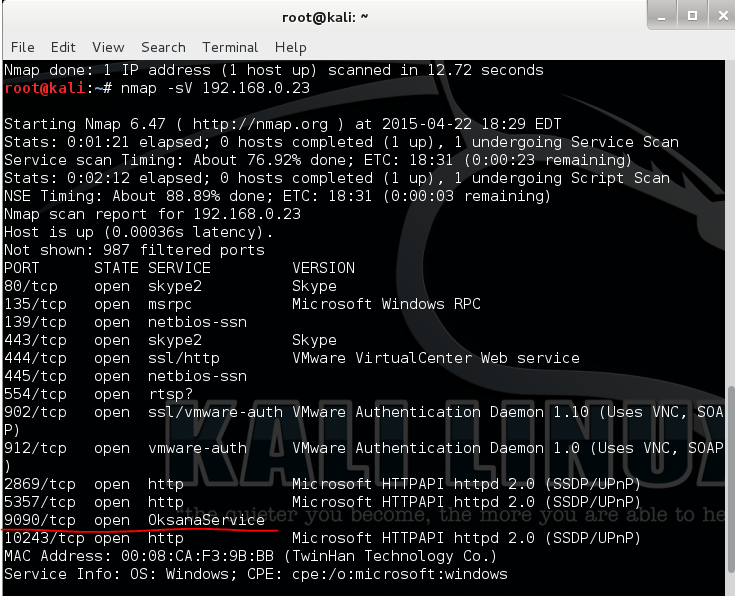 root@kali: ~
File Edit View Search Terminal Help
Nmap done: 1 IP address (1 host up) scanned in 12.72 seconds
root@kali:~# nmap -sV 192.168.0.23
Starting Nmap 6.47 ( http://nmap.org ) at 2015-04-22 18:29 EDT
Stats: 0:01:21 elapsed; 0 hosts completed (1 up), 1 undergoing Service Scan
Service scan Timing: About 76.92% done; ETC: 18:31 (0:00:23 remaining)
Stats: 0:02:12 elapsed; 0 hosts completed (1 up), 1 undergoing Script Scan
NSE Timing: About 88.89% done; ETC: 18:31 (0:00:03 remaining)
Nmap scan report for 192.168.0.23
Host is up (0.00036s latency).
Not shown: 987 filtered ports
PORT      STATE SERVICE         VERSION
80/tcp    open  skype2          Skype
135/tcp   open  msrpc           Microsoft Windows RPC
139/tcp   open  netbios-ssn
443/tcp   open  skype2          Skype
444/tcp   open  ssl/http        VMware VirtualCenter Web service
445/tcp   open  netbios-ssn
554/tcp   open  rtsp?
902/tcp   open  ssl/vmware-auth VMware Authentication Daemon 1.10 (Uses VNC, SOA
P)
912/tcp   open  vmware-auth     VMware Authentication Daemon 1.0 (Uses VNC, SOAP
)
2869/tcp  open  http            Microsoft HTTPAPI httpd 2.0 (SSDP/UPnP)
5357/tcp  open  http            Microsoft HTTPAPI httpd 2.0 (SSDP/UPnP)
9090/tcp  open  OksanaService
10243/tcp open  http            Microsoft HTTPAPI httpd 2.0 (SSDP/UPnP)
MAC Address: 00:08:CA:F3:9B:BB (TwinHan Technology Co.)
Service Info: OS: Windows; CPE: cpe:/o:microsoft:windows
KALI LINUX
"the quieter you become, the more you are able to he